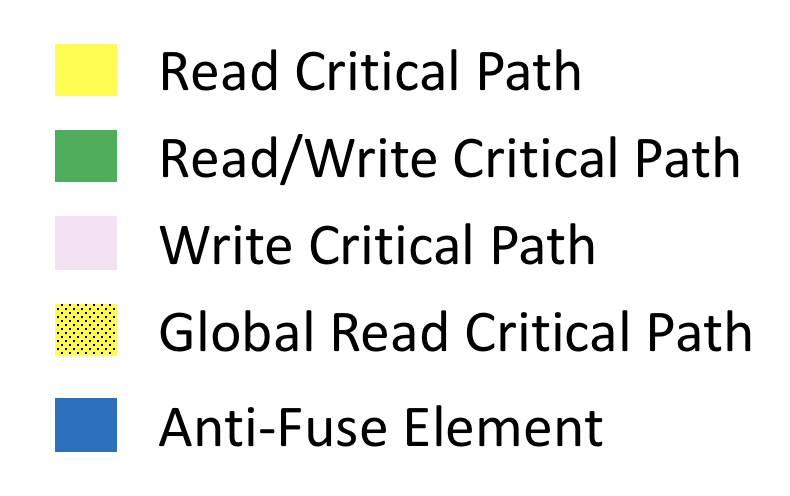 Read Critical Path
Read/Write Critical Path
Write Critical Path
Global Read Critical Path
Anti-Fuse Element